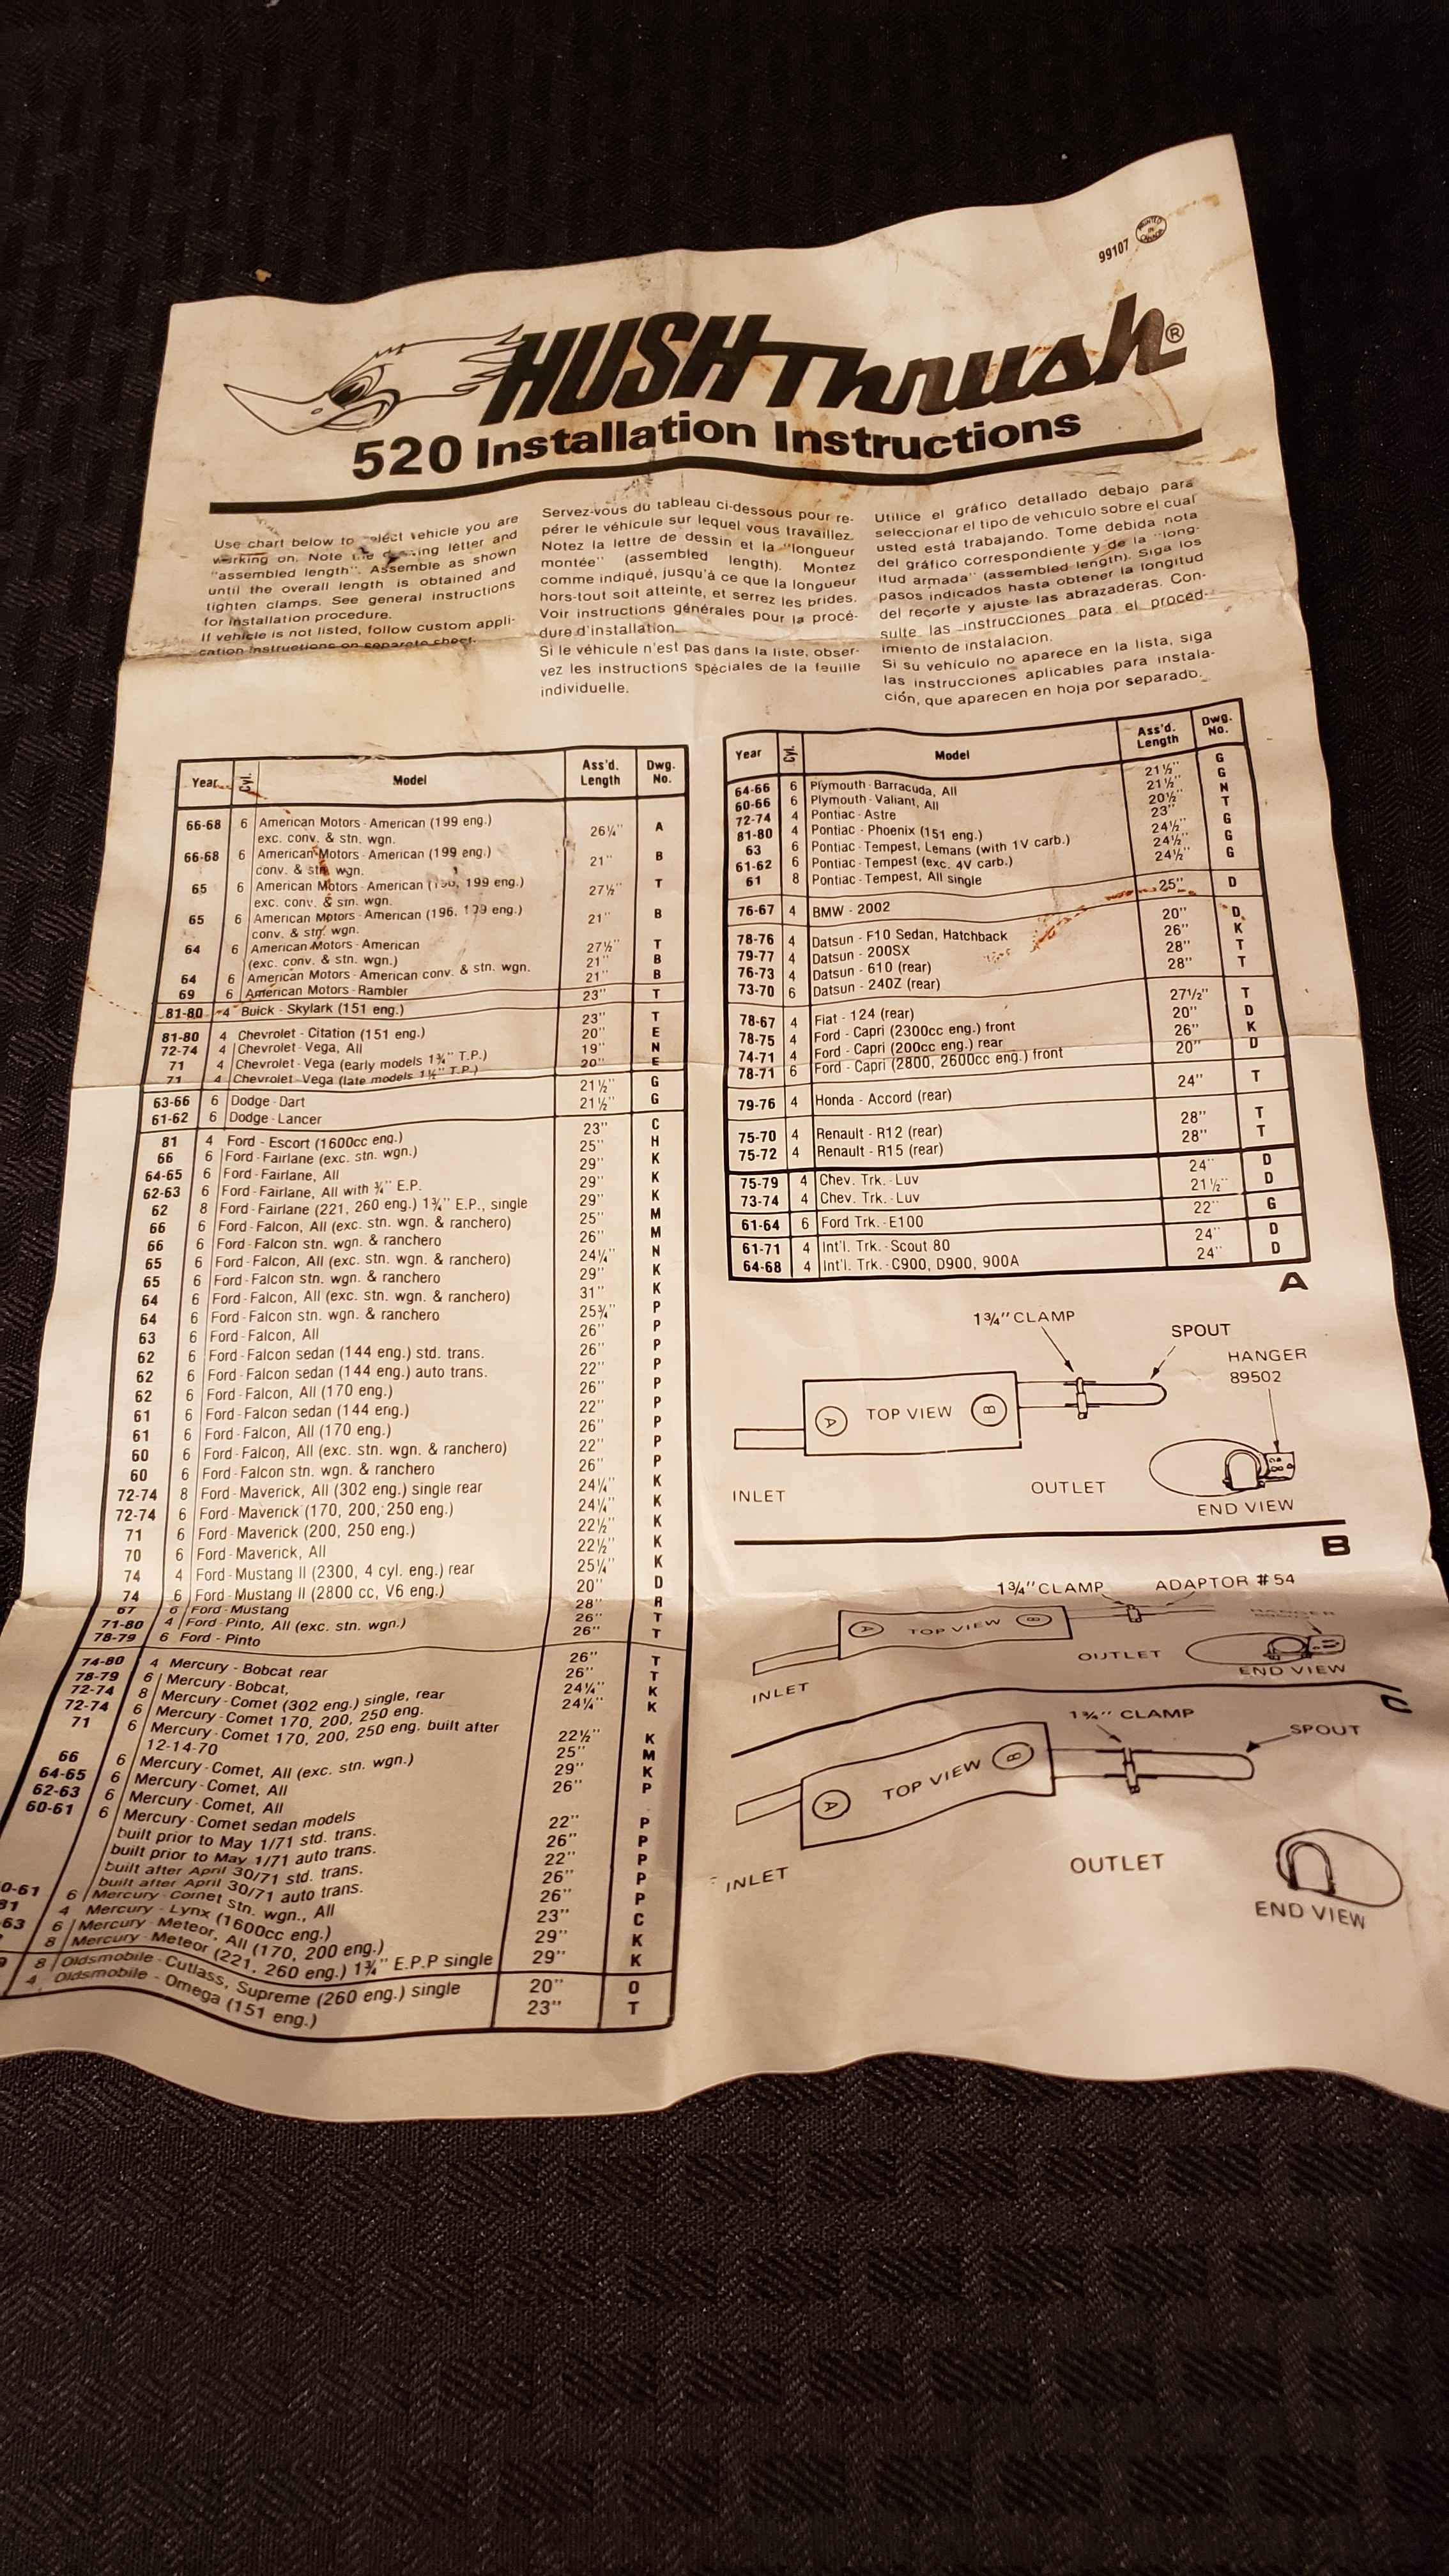 99107
PRINTED IN CANADA
HUSH Thrush®
520 Installation Instructions
Use chart below to select vehicle you are
working on. Note the drawing letter and
"assembled length". Assemble as shown
until the overall length is obtained and
tighten clamps. See general instructions
for installation procedure.
If vehicle is not listed, follow custom appli-
cation instructions on separate sheet.
Servez-vous du tableau ci-dessous pour re-
pérer le véhicule sur lequel vous travaillez.
Notez la lettre de dessin et la "longueur
montée" (assembled length). Montez
comme indiqué, jusqu'à ce que la longueur
hors-tout soit atteinte, et serrez les brides.
Voir instructions générales pour la procé-
dure d'installation.
Si le véhicule n'est pas dans la liste, obser-
vez les instructions spéciales de la feuille
individuelle.
Utilice el gráfico detallado debajo para
seleccionar el tipo de vehiculo sobre el cual
usted está trabajando. Tome debida nota
del gráfico correspondiente y de la "long-
itud armada" (assembled length). Siga los
pasos indicados hasta obtener la longitud
del recorte y ajuste las abrazaderas. Con-
sulte las instrucciones para el proced-
imiento de instalacion.
Si su vehículo no aparece en la lista, siga
las instrucciones aplicables para instala-
ción, que aparecen en hoja por separado.
Year Cyl. Model Ass'd. Length Dwg. No.
66-68 6 American Motors - American (199 eng.)
exc. conv. & stn. wgn. 26¼" A
66-68 6 American Motors - American (199 eng.)
conv. & stn. wgn. 21" B
65 6 American Motors - American (196, 199 eng.)
exc. conv. & stn. wgn. 27½" T
65 6 American Motors - American (196, 199 eng.)
conv. & stn. wgn. 21" B
64 6 American Motors - American
(exc. conv. & stn. wgn.) 27½" T
64 6 American Motors - American conv. & stn. wgn. 21" B
69 6 American Motors - Rambler 21" B
81-80 4 Buick - Skylark (151 eng.) 23" T
81-80 4 Chevrolet - Citation (151 eng.) 23" T
72-74 4 Chevrolet - Vega, All 20" E
71 4 Chevrolet - Vega (early models 1¾" T.P.) 19" N
71 4 Chevrolet - Vega (late models 1½" T.P.) 20" E
63-66 6 Dodge - Dart 21½" G
61-62 6 Dodge - Lancer 21½" G
81 4 Ford - Escort (1600cc eng.) 23" C
66 6 Ford - Fairlane (exc. stn. wgn.) 25" H
64-65 6 Ford - Fairlane, All 29" K
62-63 6 Ford - Fairlane, All with ¾" E.P. 29" K
62 8 Ford - Fairlane (221, 260 eng.) 1¾" E.P., single 29" K
66 6 Ford - Falcon, All (exc. stn. wgn. & ranchero) 25" M
66 6 Ford - Falcon stn. wgn. & ranchero 26" M
65 6 Ford - Falcon, All (exc. stn. wgn. & ranchero) 24¼" N
65 6 Ford - Falcon stn. wgn. & ranchero 29" K
64 6 Ford - Falcon, All (exc. stn. wgn. & ranchero) 31" K
64 6 Ford - Falcon stn. wgn. & ranchero 25¾" P
63 6 Ford - Falcon, All 26" P
62 6 Ford - Falcon sedan (144 eng.) std. trans. 26" P
62 6 Ford - Falcon sedan (144 eng.) auto trans. 22" P
62 6 Ford - Falcon, All (170 eng.) 26" P
61 6 Ford - Falcon sedan (144 eng.) 22" P
61 6 Ford - Falcon, All (170 eng.) 26" P
60 6 Ford - Falcon, All (exc. stn. wgn. & ranchero) 22" P
60 6 Ford - Falcon stn. wgn. & ranchero 26" P
72-74 8 Ford - Maverick, All (302 eng.) single rear 24¼" K
72-74 6 Ford - Maverick (170, 200, 250 eng.) 24¼" K
71 6 Ford - Maverick (200, 250 eng.) 22½" K
70 6 Ford - Maverick, All 22½" K
74 4 Ford - Mustang II (2300, 4 cyl. eng.) rear 25¼" K
74 6 Ford - Mustang II (2800 cc, V6 eng.) 20" D
67 6 Ford - Mustang 28" R
71-80 4 Ford - Pinto, All (exc. stn. wgn.) 26" T
78-79 6 Ford - Pinto 26" T
74-80 4 Mercury - Bobcat rear 26" T
78-79 6 Mercury - Bobcat, 26" T
72-74 8 Mercury - Comet (302 eng.) single, rear 24¼" K
72-74 6 Mercury - Comet 170, 200, 250 eng. 24¼" K
71 6 Mercury - Comet 170, 200, 250 eng. built after
12-14-70 22½" K
66 6 Mercury - Comet, All (exc. stn. wgn.) 25" M
64-65 6 Mercury - Comet, All 29" K
62-63 6 Mercury - Comet, All 26" P
60-61 6 Mercury - Comet sedan models
built prior to May 1/71 std. trans. 22" P
built prior to May 1/71 auto trans. 26" P
built after April 30/71 std. trans. 22" P
built after April 30/71 auto trans. 26" P
0-61 6 Mercury - Comet stn. wgn., All 26" P
81 4 Mercury - Lynx (1600cc eng.) 23" C
-63 6 Mercury - Meteor, All (170, 200 eng.) 29" K
8 Mercury - Meteor (221, 260 eng.) 1¾" E.P.P single 29" K
8 Oldsmobile - Cutlass, Supreme (260 eng.) single 20" O
4 Oldsmobile - Omega (151 eng.) 23" T
Year Cyl. Model Ass'd. Length Dwg. No.
64-66 6 Plymouth - Barracuda, All 21½" G
60-66 6 Plymouth - Valiant, All 21½" G
72-74 4 Pontiac - Astre 20½" N
81-80 4 Pontiac - Phoenix (151 eng.) 23" T
63 6 Pontiac - Tempest, Lemans (with 1V carb.) 24½" G
61-62 6 Pontiac - Tempest (exc. 4V carb.) 24½" G
61 8 Pontiac - Tempest, All single 24½" G
76-67 4 BMW - 2002 25" D
78-76 4 Datsun - F10 Sedan, Hatchback 20" D
79-77 4 Datsun - 200SX 26" K
76-73 4 Datsun - 610 (rear) 28" T
73-70 6 Datsun - 240Z (rear) 28" T
78-67 4 Fiat - 124 (rear) 27½" T
78-75 4 Ford - Capri (2300cc eng.) front 20" D
74-71 4 Ford - Capri (200cc eng.) rear 26" K
78-71 6 Ford - Capri (2800, 2600cc eng.) front 20" D
79-76 4 Honda - Accord (rear) 24" T
75-70 4 Renault - R12 (rear) 28" T
75-72 4 Renault - R15 (rear) 28" T
75-79 4 Chev. Trk. - Luv 24" D
73-74 4 Chev. Trk. - Luv 21½" D
61-64 6 Ford Trk. - E100 22" G
61-71 4 Int'l. Trk. - Scout 80 24" D
64-68 4 Int'l. Trk. - C900, D900, 900A 24" D
A
1¾" CLAMP
SPOUT
HANGER
89502
A TOP VIEW B
INLET
OUTLET
END VIEW
B
1¾" CLAMP
ADAPTOR #54
HANGER
A TOP VIEW B
INLET
OUTLET
END VIEW
C
1¾" CLAMP
SPOUT
A TOP VIEW B
INLET
OUTLET
END VIEW